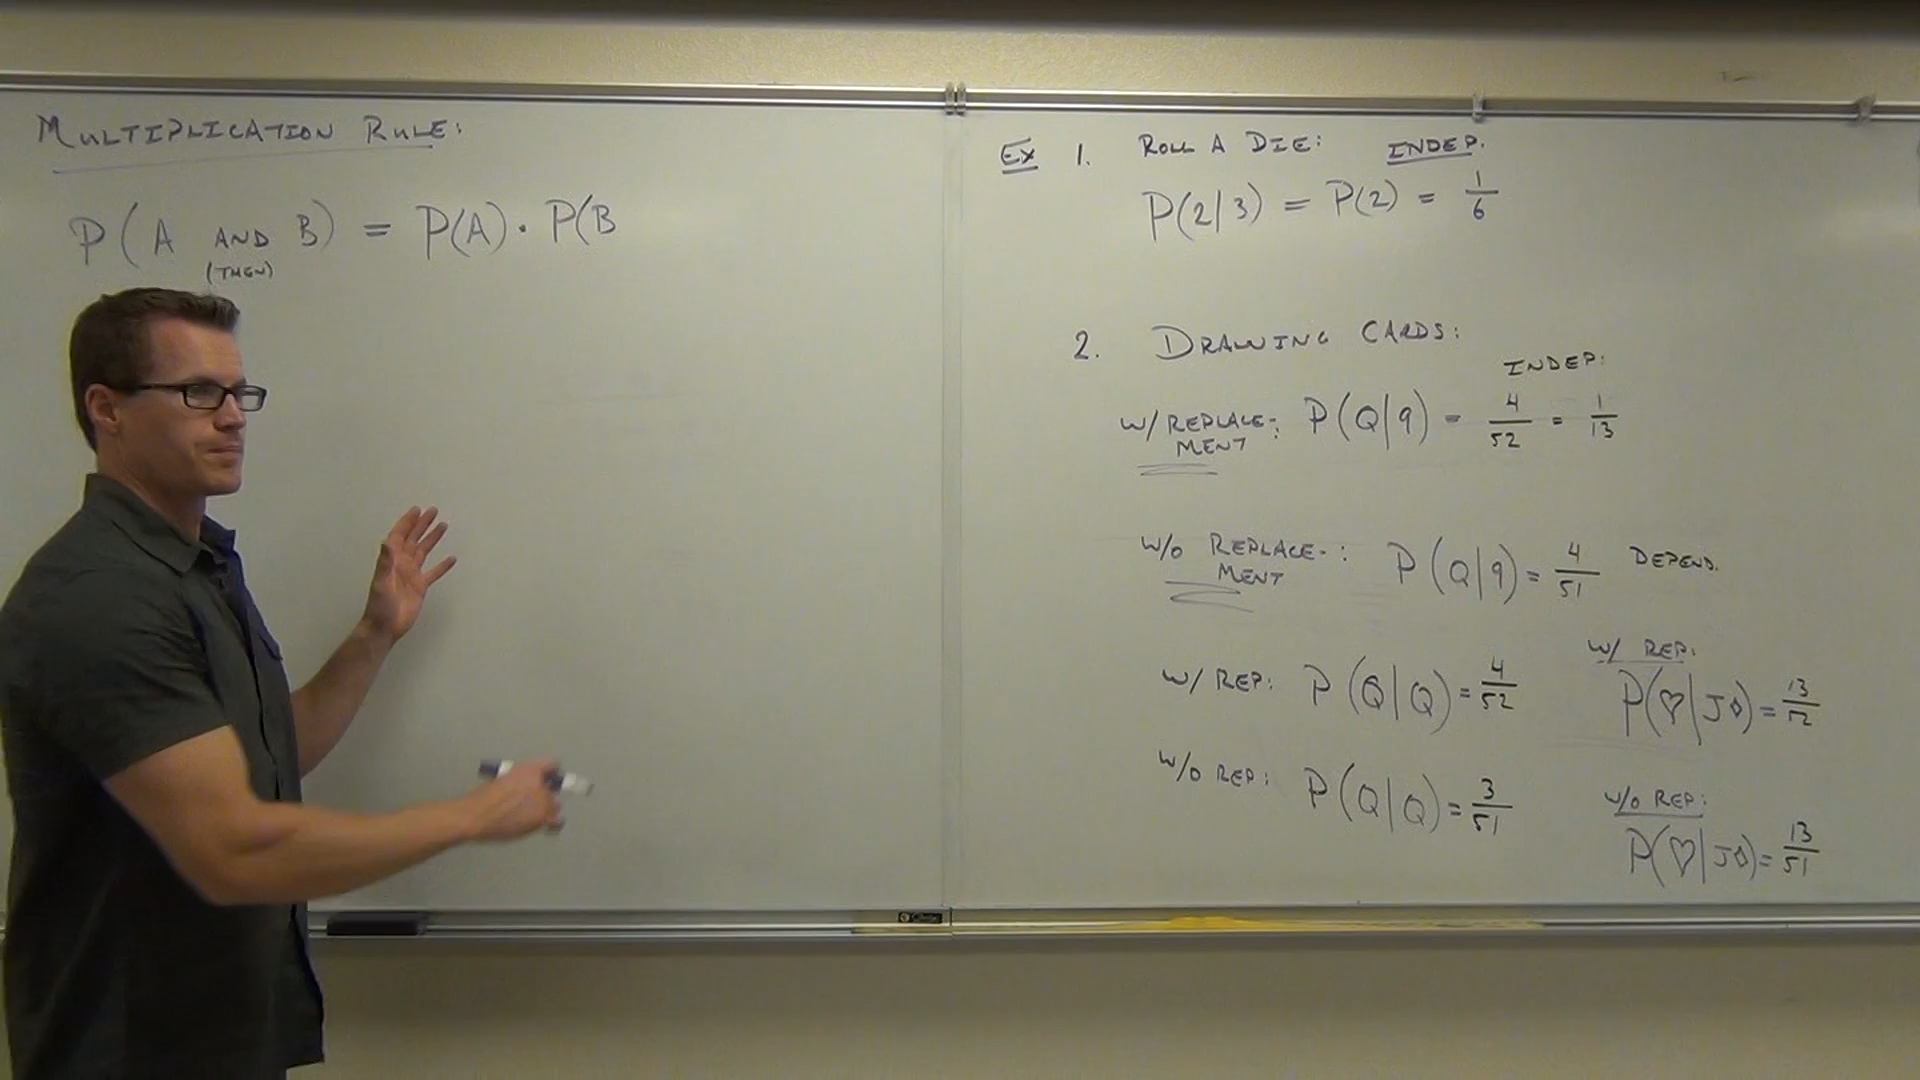 MULTIPLICATION RULE:
P(A AND B) = P(A) · P(B
(THEN)
EX 1. ROLL A DIE: INDEP.
P(2|3) = P(2) = 1/6
2. DRAWING CARDS:
INDEP:
W/ REPLACE- P(Q|9) = 4/52 = 1/13
MENT:
W/O REPLACE- : P(Q|9) = 4/51 DEPEND.
MENT
W/ REP: P(Q|Q) = 4/52
W/O REP: P(Q|Q) = 3/51
W/ REP:
P(♡|J♢) = 13/52
W/O REP:
P(♡|J♢) = 13/51